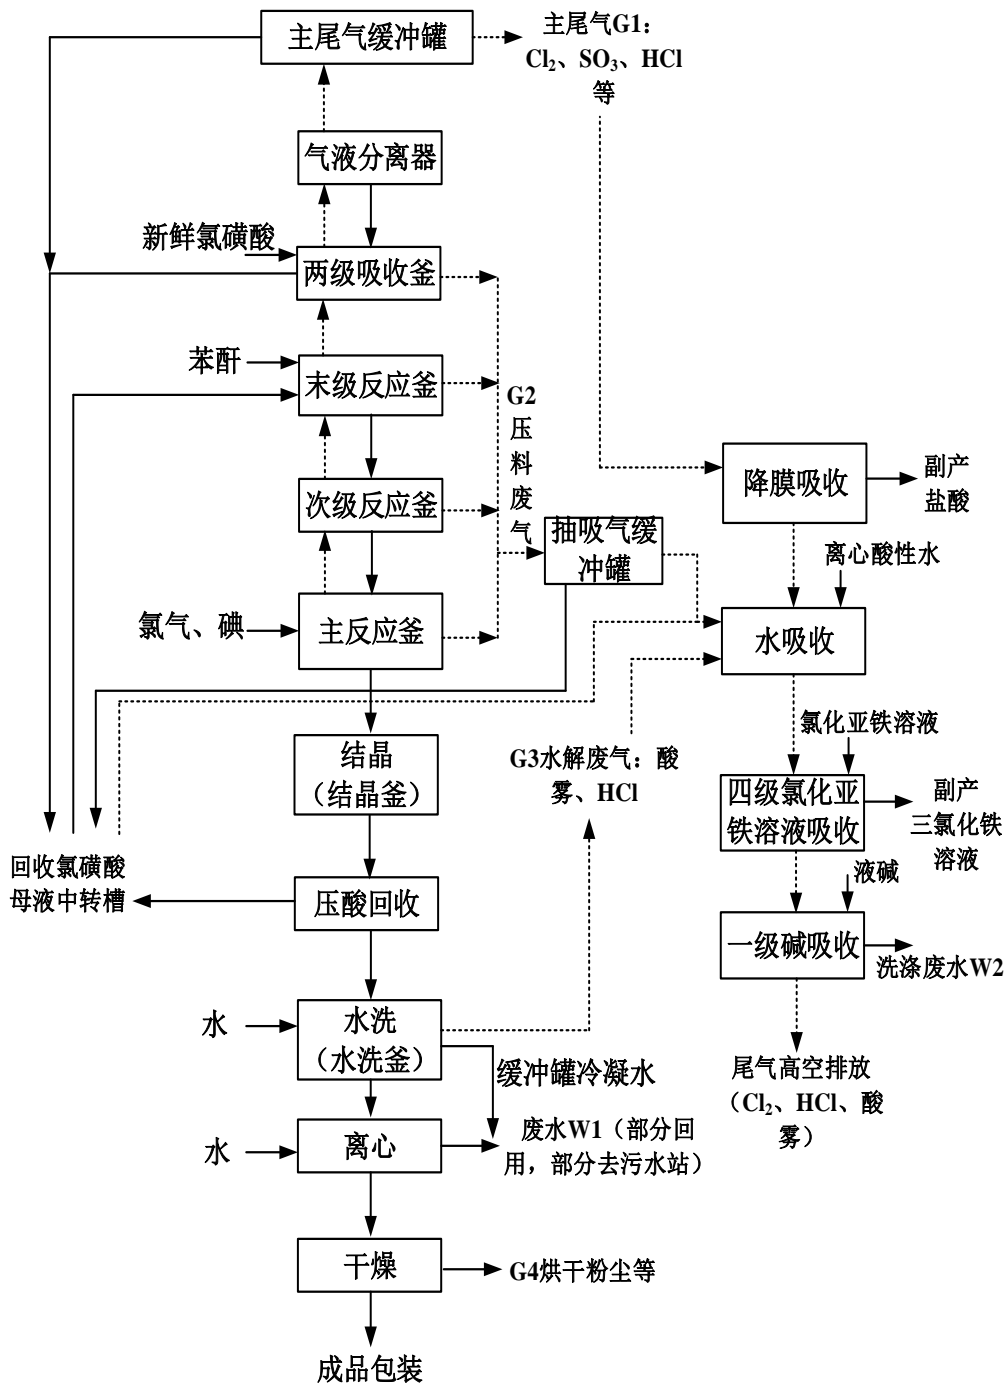 主尾气缓冲罐
主尾气G1：
Cl₂、SO₃、HCl
等
气液分离器
新鲜氯磺酸
两级吸收釜
苯酐
末级反应釜
G2
压
料
废
气
降膜吸收
副产
盐酸
次级反应釜
抽吸气缓
冲罐
离心酸性水
氯气、碘
主反应釜
水吸收
氯化亚铁溶液
结晶
（结晶釜）
G3水解废气：酸
雾、HCl
四级氯化亚
铁溶液吸收
副产
三氯化铁
溶液
回收氯磺酸
母液中转槽
压酸回收
液碱
一级碱吸收
洗涤废水W2
水
水洗
（水洗釜）
缓冲罐冷凝水
尾气高空排放
（Cl₂、HCl、酸
雾）
水
离心
废水W1（部分回
用，部分去污水站）
干燥
G4烘干粉尘等
成品包装